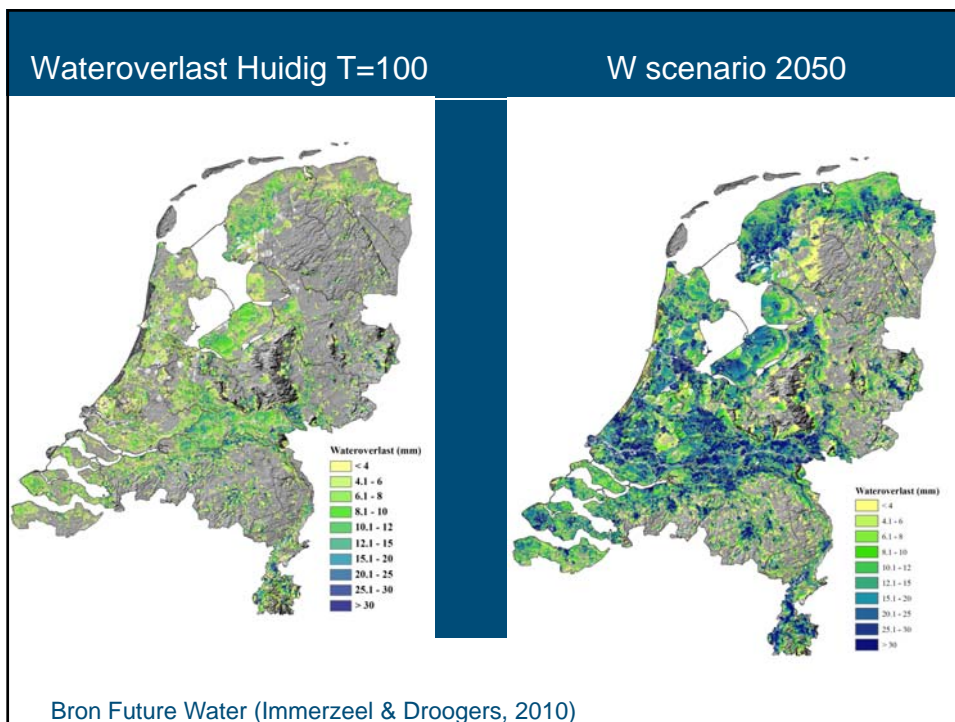 Wateroverlast Huidig T=100
W scenario 2050
Wateroverlast (mm)
< 4
4.1 - 6
6.1 - 8
8.1 - 10
10.1 - 12
12.1 - 15
15.1 - 20
20.1 - 25
25.1 - 30
> 30
Wateroverlast (mm)
< 4
4.1 - 6
6.1 - 8
8.1 - 10
10.1 - 12
12.1 - 15
15.1 - 20
20.1 - 25
25.1 - 30
> 30
Bron Future Water (Immerzeel & Droogers, 2010)